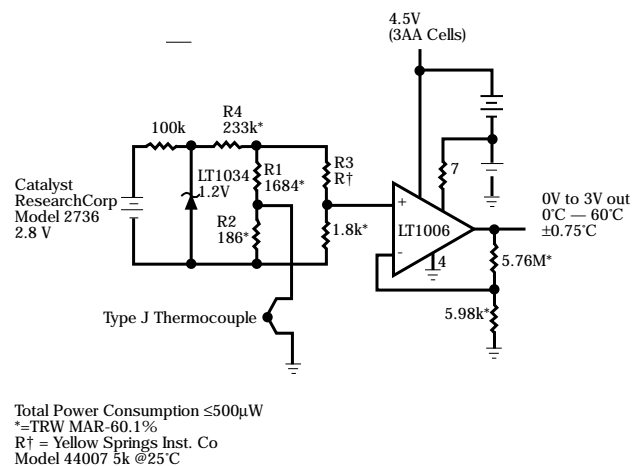 4.5V
(3AA Cells)
R4
233k*
100k
LT1034
1.2V
R1
1684*
R3
R†
7
Catalyst
ResearchCorp
Model 2736
2.8 V
R2
186*
1.8k*
+
LT1006
-
4
0V to 3V out
0°C — 60°C
±0.75°C
5.76M*
5.98k*
Type J Thermocouple
Total Power Consumption ≤500µW
*=TRW MAR-60.1%
R† = Yellow Springs Inst. Co
Model 44007 5k @25°C